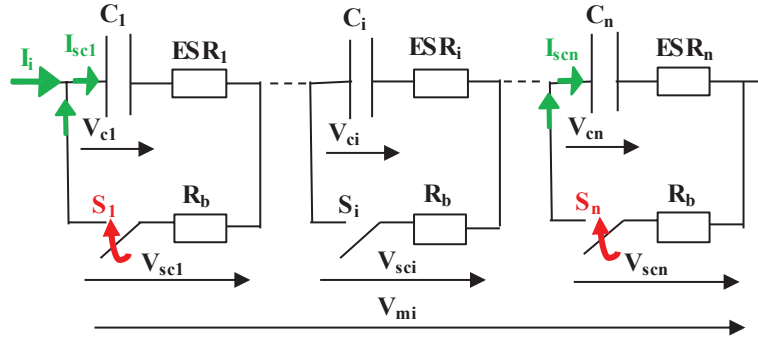 C1 Ci Cn
Ii Isc1 ESR1 ESRi Iscn ESRn
Vc1 Vci Vcn
S1 Rb Si Rb Sn Rb
Vsc1 Vsci Vscn
Vmi